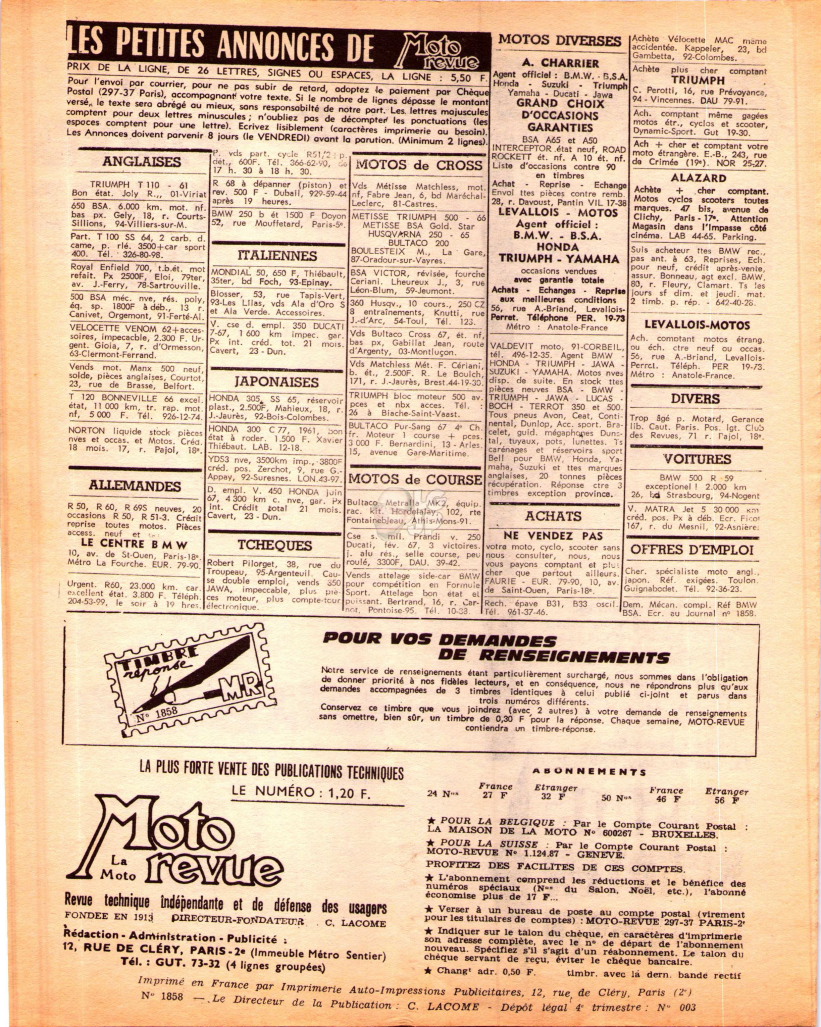 LES PETITES ANNONCES DE Moto revue
PRIX DE LA LIGNE, DE 26 LETTRES, SIGNES OU ESPACES, LA LIGNE : 5,50 F.
Pour l'envoi par courrier, pour ne pas subir de retard, adoptez le paiement par Chèque
Postal (297-37 Paris), accompagnant votre texte. Si le nombre de lignes dépasse le montant
versé, le texte sera abrégé au mieux, sans responsabilté de notre part. Les lettres majuscules
comptent pour deux lettres minuscules ; n'oubliez pas de décompter les ponctuations (les
espaces comptent pour une lettre). Ecrivez lisiblement (caractères imprimerie au besoin).
Les Annonces doivent parvenir 8 jours (le VENDREDI) avant la parution. (Minimum 2 lignes).
ANGLAISES
TRIUMPH T 110 - 61
Bon état. Joly R.,, 01-Viriat
650 BSA. 6.000 km. mot. nf.
bas px. Gely, 18, r. Courts-
Sillions, 94-Villiers-sur-M.
Part. T 100 SS 64, 2 carb. d.
came, p. rlé. 3500+car sport
400. Tél. 326-80-98.
Royal Enfield 700, t.b.ét. mot
refait. Px 2500F, Eloi, 79ter,
av. J.-Ferry, 78-Sartrouville.
500 BSA méc. nve, rés. poly,
éq. sp. 1800F à déb. 13, r.
Canivet, Orgemont, 91-Ferté-Al.
VELOCETTE VENOM 62+acces-
soires, impecable, 2.300 F. Ur-
gent. Gioia, 7, r. d'Ormesson,
63-Clermont-Ferrand.
Vends mot. Manx 500 neuf,
solde, pièces anglaises, Courtot,
23, rue de Brasse, Belfort.
T 120 BONNEVILLE 66 excel.
état, 11 000 km, tr. rap. mot
nf, 5 000 F. Tél. 926-12-74.
NORTON liquide stock pièces
nves et occas. et Motos. Créd.
18 mois. 17, r. Pajol, 18ᵉ.
ALLEMANDES
R 50, R 60, R 69S neuves, 20
occasions R 50, R 51-3. Crédit
reprise toutes motos. Pièces
access. neuf et
LE CENTRE B M W
10, av. de St-Ouen, Paris-18ᵉ.
Métro La Fourche. EUR. 79-90.
Urgent. R60, 23.000 km. car.
excellent état. 3.800 F. Téléph.
204-53-99, le soir à 19 hres.
P. vds part. cycle R51/2 : p.
dét., 600F. Tél. 366-62-90, de
17 h. 30 à 18 h. 30.
R 68 à dépanner (piston) et
rev. 500 F - Duball, 929-59-44
après 19 heures.
BMW 250 b ét 1500 F Doyon
52, rue Mouffetard, Paris-5ᵉ.
ITALIENNES
MONDIAL 50, 650 F, Thiébault,
35ter, bd Foch, 93-Epinay.
Blosser, 53, rue Tapis-Vert,
93-Les Lilas, vds Ala d'Oro S
et Ala Verde. Accessoires.
V. cse d. empl. 350 DUCATI
7-67, 1 600 km impec. gar.
Px int. créd. tot. 21 mois.
Cavert, 23 - Dun.
JAPONAISES
HONDA 305, SS 65, réservoir
plast., 2.500F, Mahieux, 18, r.
J.-Jaurès, 92-Bois-Colombes.
HONDA 300 C 77, 1961, bon
état à roder. 1.500 F. Xavier
Thibaut. LAB. 12-18.
YDS3 nve, 3500km imp., 3800F
créd. pos. Zerchot, 9, rue G.-
Appay, 92-Suresnes. LON.43-97.
D. empl. V. 450 HONDA juin
67, 4 300 km c. nve, gar. Px
int. Crédit total 21 mois.
Cavert, 23 - Dun.
TCHEQUES
Robert Pilorget, 38, rue du
Troupeau, 95-Argenteuil. Cau-
se double emploi, vends 350
JAWA, impeccable, plus piè-
ces moteur, plus compte-tour
électronique.
MOTOS de CROSS
Vds Métisse Matchless, mot.
nf, Fabre Jean, 6, bd Maréchal-
Leclerc, 81-Castres.
METISSE TRIUMPH 500 - 66
METISSE BSA Gold. Star
HUSQVARNA 250 - 65
BULTACO 200
BOULESTEIX M., La Gare,
87-Oradour-sur-Vayres.
BSA VICTOR, révisée, fourche
Ceriani. Lheureux J., 3, rue
Léon-Blum, 59-Jeumont.
360 Husqv., 10 cours., 250 CZ
8 entraînements, Knutti, rue
J.-d'Arc, 54-Toul, Tél. 123.
Vds Bultaco Cross 67, ét. nf,
bas px, Gabillat Jean, route
d'Argenty, 03-Montluçon.
Vds Matchless Mét. F. Cériani,
b. ét., 2.500F. R. Le Boulch,
171, r. J.-Jaurès, Brest.44-19-30.
TRIUMPH bloc moteur 500 av.
pces et nbx acces. Tél.
26 à Blache-Saint-Vaast.
BULTACO Pur-Sang 67 4ᵉ Ch.
fr. Moteur 1 course + pces.
3 000 F. Bernardini, 13 - Arles
15, avenue Gare-Maritime.
MOTOS de COURSE
Bultaco Metralla MK2, équip.
rac. kit. Hordelalay, 102, rte
Fontainebleau, Athis-Mons-91.
Cse s. mil. Prandi v. 250
Ducati, fév. 67, 3 victoires.
J. alu rés., selle course, peu
roulé, 3300F, DAU. 39-42.
Vends attelage side-car BMW
pour compétition en Formule
Sport. Attelage bon état et
puissant. Bertrand, 16, r. Car-
not, Pontoise-95. Tél. 10-38.
MOTOS DIVERSES
A. CHARRIER
Agent officiel : B.M.W. - B.S.A.
Honda - Suzuki - Triumph
Yamaha - Ducati - Jawa
GRAND CHOIX
D'OCCASIONS
GARANTIES
BSA A65 et A50
INTERCEPTOR état neuf, ROAD
ROCKETT ét. nf. A 10 ét. nf.
Liste d'occasions contre 90
en timbres
Achat - Reprise - Echange
Envoi ttes pièces contre remb.
28, r. Davoust, Pantin VIL 17-38
LEVALLOIS - MOTOS
Agent officiel :
B.M.W. - B.S.A.
HONDA
TRIUMPH - YAMAHA
occasions vendues
avec garantie totale
Achats - Echanges - Reprise
aux meilleures conditions
56, rue A.-Briand, Levallois-
Perret. Téléphone PER. 19-73
Métro : Anatole-France
VALDEVIT moto, 91-CORBEIL,
tél. 496-12-35. Agent BMW -
HONDA - TRIUMPH - JAWA -
SUZUKI - YAMAHA. Motos nves
disp. de suite. En stock ttes
pièces neuves BSA - BMW -
TRIUMPH - JAWA - LUCAS -
BOCH - TERROT 350 et 500.
Tous pneus Avon, Ceat, Conti-
nental, Dunlop, Acc. sport. Bra-
celet, guid. mégaphones Duns-
tal, tuyaux, pots, lunettes. Ts
carénages et réservoirs sport
Bell pour BMW, Honda, Ya-
maha, Suzuki et ttes marques
anglaises, 20 tonnes pièces
récupération. Réponse ctre 3
timbres exception province.
ACHATS
NE VENDEZ PAS
votre moto, cyclo, scooter sans
nous consulter, nous, nous
vous payons comptant et plus
cher que partout ailleurs.
FAURIE - EUR. 79-90, 10, av.
de Saint-Ouen, Paris-18ᵉ.
Rech. épave B31, B33 oscil.
Tél. 961-37-46.
Achète Vélocette MAC même
accidentée. Kappeler, 23, bd
Gambetta, 92-Colombes.
Achète plus cher comptant
TRIUMPH
C. Perotti, 16, rue Prévoyance,
94 - Vincennes. DAU 79-91.
Ach. comptant même gagées
motos étr., cyclos et scooter,
Dynamic-Sport. Gut 19-30.
Ach + cher et comptant votre
moto étrangère. E.-B., 243, rue
de Crimée (19ᵉ). NOR 25-27.
ALAZARD
Achète + cher comptant.
Motos cyclos scooters toutes
marques. 47 bis, avenue de
Clichy, Paris - 17ᵉ. Attention
Magasin dans l'Impasse côté
cinéma. LAB 44-65. Parking.
Suis acheteur ttes BMW rec.,
pas ant. à 63, Reprises, Ech.
pour neuf, crédit après-vente,
assur. Bonneau, agt excl. BMW,
80, r. Fleury, Clamart. Ts les
jours sf dim. et jeudi. mat.
2 timb. p. rép. - 642-40-28.
LEVALLOIS-MOTOS
Ach. comptant motos étrang.
ou éch. ctre neuf ou occas.
56, rue A.-Briand, Levallois-
Perret. Téléph. PER 19-73.
Métro : Anatole-France.
DIVERS
Trop âgé p. Motard, Gerance
lib. Caut. Paris. Pos. lgt. Club
des Revues, 71 r. Pajol, 18ᵉ.
VOITURES
BMW 500 R 59
exceptionel ! 2.000 km
26, bd Strasbourg, 94-Nogent
V. MATRA Jet 5 30 000 km
créd. pos. Px à déb. Ecr. Ficot
167, r. du Mesnil, 92-Asnière:
OFFRES D'EMPLOI
Cher. spécialiste moto angl.,
japon. Réf. exigées. Toulon.
Guignabodet. Tél. 92-36-23.
Dem. Mécan. compl. Réf BMW
BSA. Ecr. au Journal n° 1858.
TIMBRE
réponse
MR
N° 1858
POUR VOS DEMANDES
DE RENSEIGNEMENTS
Notre service de renseignements étant particulièrement surchargé, nous sommes dans l'obligation
de donner priorité à nos fidèles lecteurs, et en conséquence, nous ne répondrons plus qu'aux
demandes accompagnées de 3 timbres identiques à celui publié ci-joint et parus dans
trois numéros différents.
Conservez ce timbre que vous joindrez (avec 2 autres) à votre demande de renseignements
sans omettre, bien sûr, un timbre de 0,30 F pour la réponse. Chaque semaine, MOTO-REVUE
contiendra un timbre-réponse.
LA PLUS FORTE VENTE DES PUBLICATIONS TECHNIQUES
LE NUMÉRO : 1,20 F.
Moto
La
Moto
revue
Revue technique indépendante et de défense des usagers
FONDEE EN 1913 DIRECTEUR-FONDATEUR : C. LACOME
Rédaction - Administration - Publicité :
12, RUE DE CLÉRY, PARIS - 2ᵉ (Immeuble Métro Sentier)
Tél. : GUT. 73-32 (4 lignes groupées)
ABONNEMENTS
France Etranger France Etranger
24 Nᵒˢ 27 F 32 F 50 Nᵒˢ 46 F 56 F
★ POUR LA BELGIQUE : Par le Compte Courant Postal :
LA MAISON DE LA MOTO N° 600267 - BRUXELLES.
★ POUR LA SUISSE : Par le Compte Courant Postal :
MOTO-REVUE N° 1.124,87 - GENEVE.
PROFITEZ DES FACILITES DE CES COMPTES.
★ L'abonnement comprend les réductions et le bénéfice des
numéros spéciaux (Nᵒˢ du Salon, Noël, etc.), l'abonné
économise plus de 17 F...
★ Verser à un bureau de poste au compte postal (virement
pour les titulaires de comptes) : MOTO-REVUE 297-37 PARIS-2ᵉ
★ Indiquer sur le talon du chèque, en caractères d'imprimerie
son adresse complète, avec le n° de départ de l'abonnement
nouveau. Spécifiez s'il s'agit d'un réabonnement. Le talon du
chèque servant de reçu, éviter le chèque bancaire.
★ Changᵗ adr. 0,50 F. timbr. avec la dern. bande rectif
Imprimé en France par Imprimerie Auto-Impressions Publicitaires, 12, rue de Cléry, Paris (2ᵉ)
N° 1858 — Le Directeur de la Publication : C. LACOME - Dépôt légal 4ᵉ trimestre : N° 003